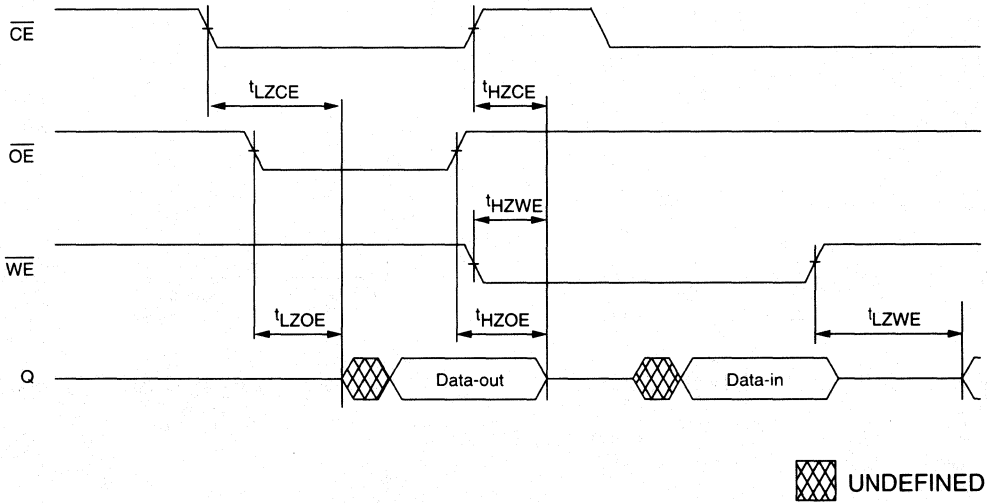 CE
tLZCE
tHZCE
OE
tHZWE
WE
tLZOE
tHZOE
tLZWE
Q
Data-out
Data-in
UNDEFINED